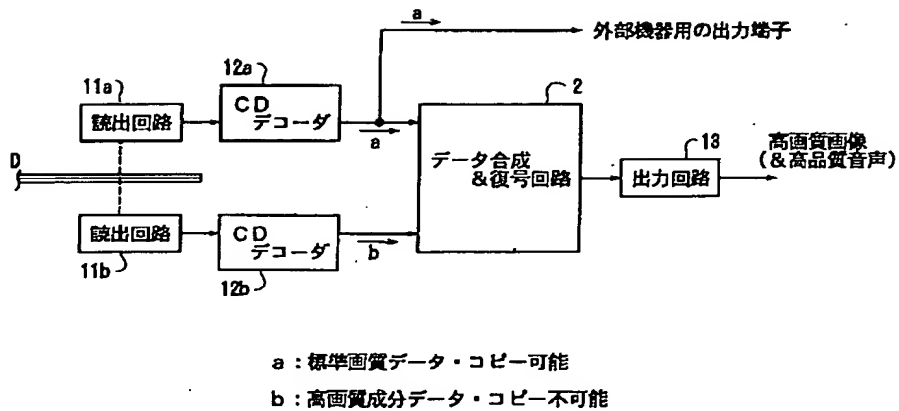 a
外部機器用の出力端子
12a
2
11a
CD
デコーダ
読出回路
a
13
高画質画像
(&高品質音声)
D
データ合成
&復号回路
出力回路
読出回路
CD
デコーダ
b
11b
12b
a:標準画質データ・コピー可能
b:高画質成分データ・コピー不可能